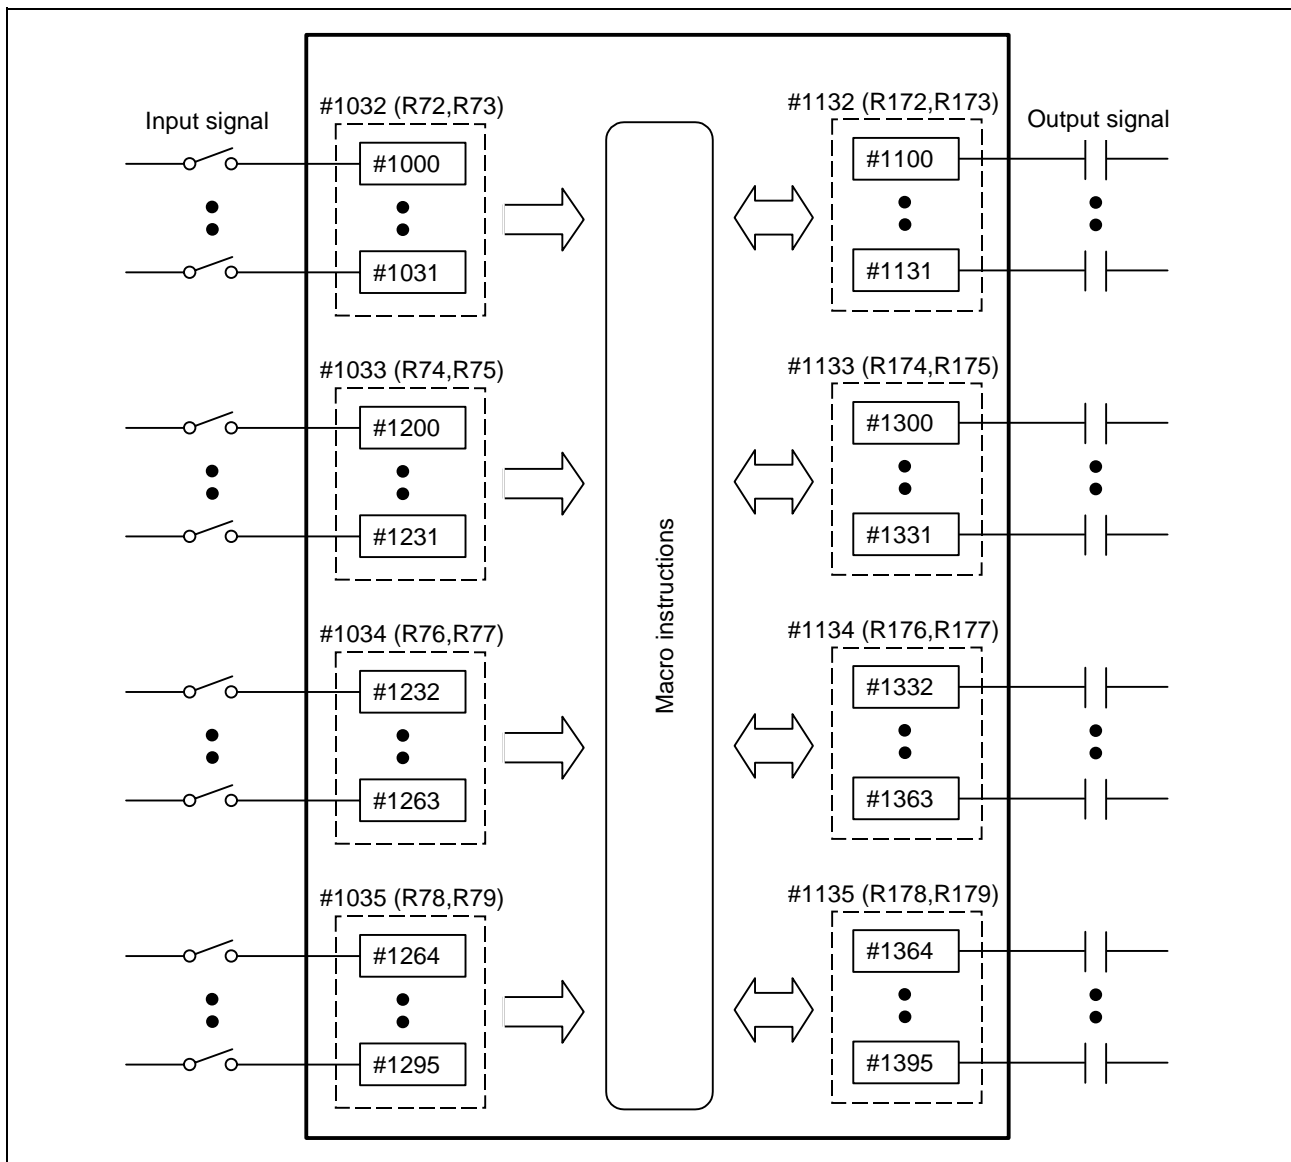 Input signal
#1032 (R72,R73)
#1000
#1031
#1033 (R74,R75)
#1200
#1231
#1034 (R76,R77)
#1232
#1263
#1035 (R78,R79)
#1264
#1295
Macro instructions
#1132 (R172,R173)
#1100
#1131
#1133 (R174,R175)
#1300
#1331
#1134 (R176,R177)
#1332
#1363
#1135 (R178,R179)
#1364
#1395
Output signal